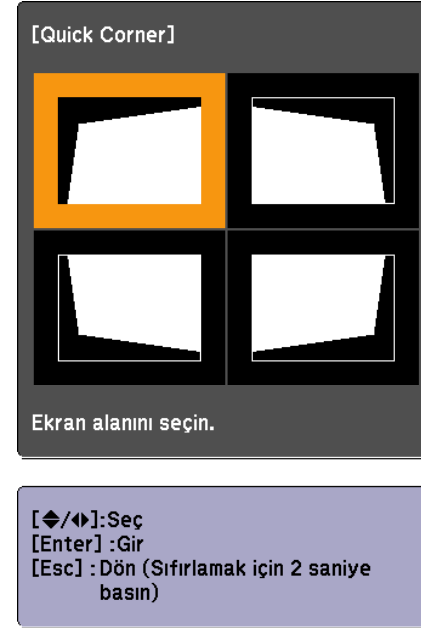 [Quick Corner]
Ekran alanını seçin.
[◆/◆]:Seç
[Enter] :Gir
[Esc] : Dön (Sıfırlamak için 2 saniye
basın)